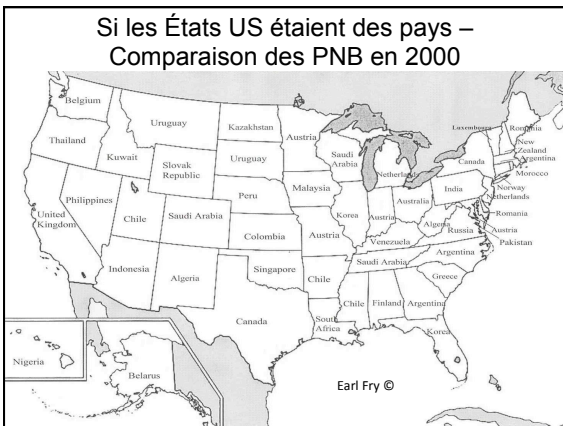 Si les États US étaient des pays –
Comparaison des PNB en 2000
Belgium
Uruguay
Kazakhstan
Austria
Luxembourg
Romania
Thailand
Kuwait
Slovak
Republic
Uruguay
Saudi
Arabia
Netherlands
Canada
New
Zealand
Argentina
Morocco
Peru
Malaysia
India
Norway
Netherlands
Philippines
United
Kingdom
Chile
Saudi Arabia
Korea
Austria
Australia
Algeria
Russia
Romania
Austria
Pakistan
Colombia
Austria
Venezuela
Argentina
Indonesia
Algeria
Singapore
Saudi Arabia
Greece
Chile
Canada
Chile
Finland
Argentina
South
Africa
Korea
Nigeria
Belarus
Earl Fry ©